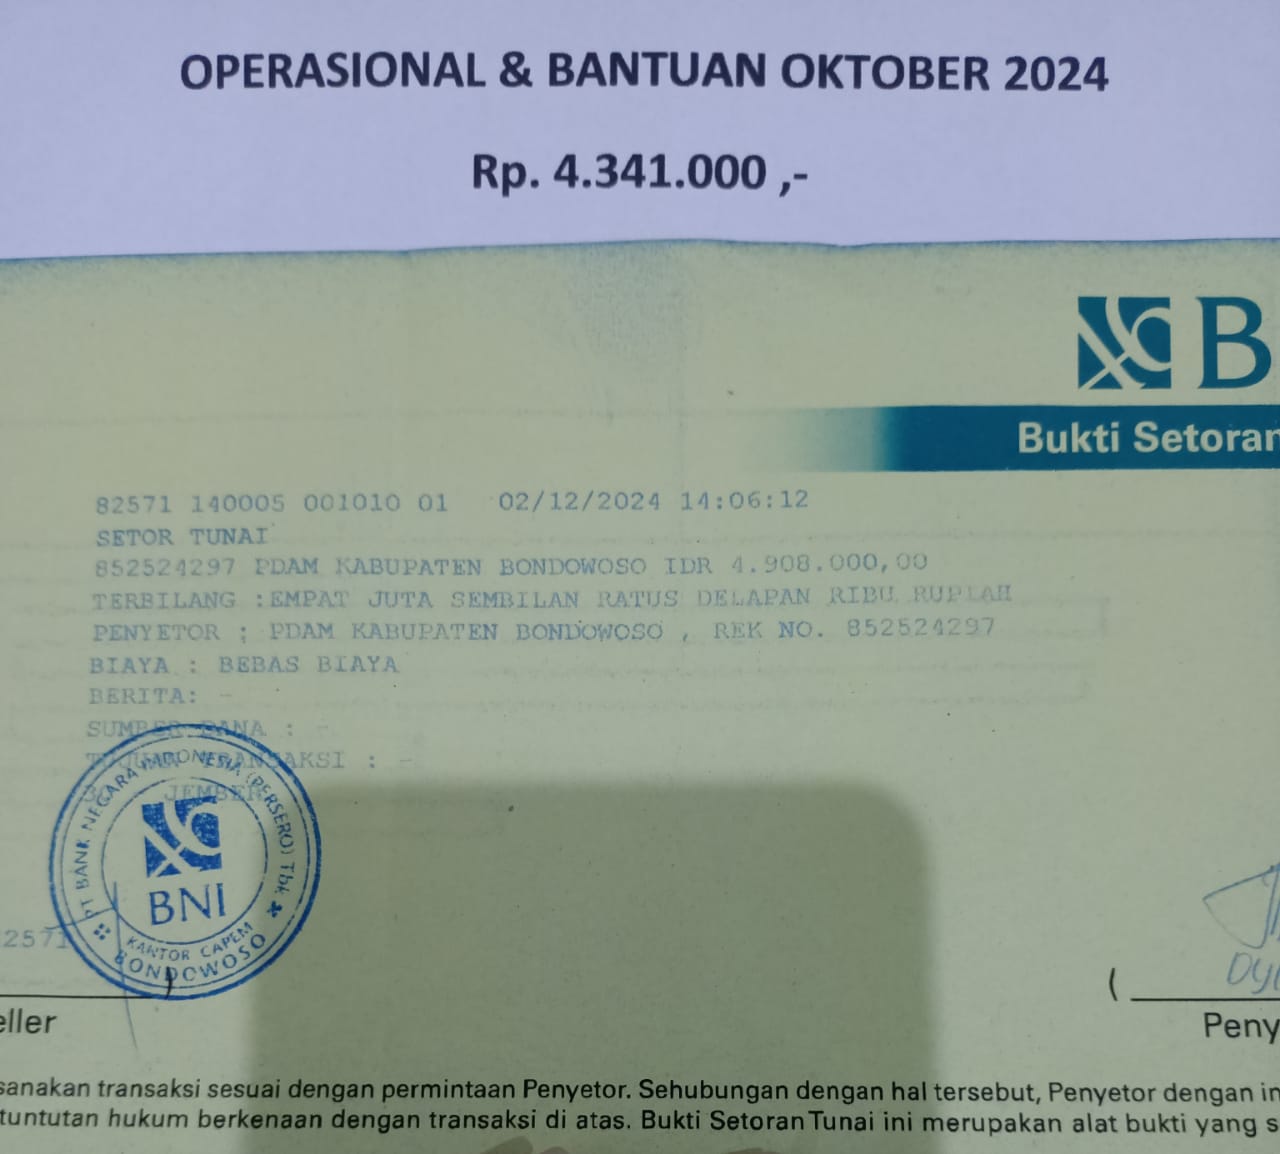 OPERASIONAL & BANTUAN OKTOBER 2024
Rp. 4.341.000 ,-
B
Bukti Setoran
82571 140005 001010 01 02/12/2024 14:06:12
SETOR TUNAI
852524297 PDAM KABUPATEN BONDOWOSO IDR 4.908.000,00
TERBILANG :EMPAT JUTA SEMBILAN RATUS DELAPAN RIBU RUPIAH
PENYETOR : PDAM KABUPATEN BONDOWOSO , REK NO. 852524297
BIAYA : BEBAS BIAYA
BERITA: -
SUMBER DANA : -
TUJUAN TRANSAKSI : -
JEMBER
PT BANK NEGARA INDONESIA (PERSERO) Tbk
BNI
KANTOR CAPEM
BONDOWOSO
2571
)
(
eller
Peny
sanakan transaksi sesuai dengan permintaan Penyetor. Sehubungan dengan hal tersebut, Penyetor dengan in
tuntutan hukum berkenaan dengan transaksi di atas. Bukti Setoran Tunai ini merupakan alat bukti yang s